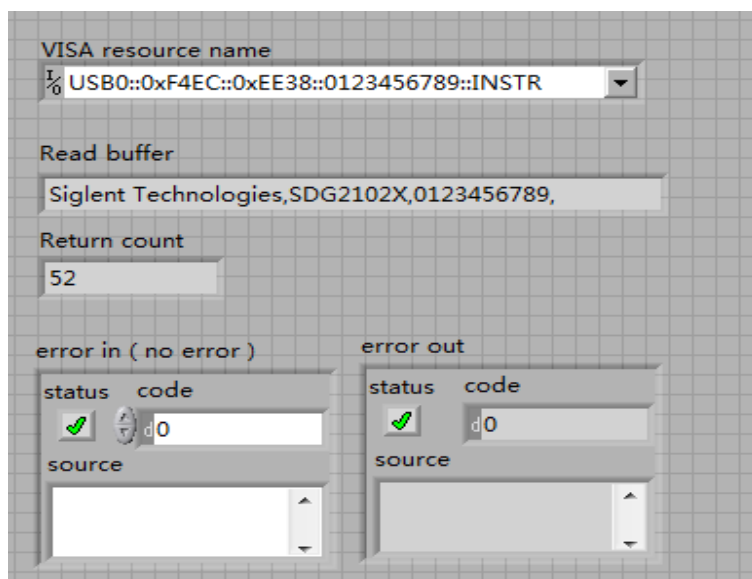 VISA resource name
I/O USB0::0xF4EC::0xEE38::0123456789::INSTR
Read buffer
Siglent Technologies,SDG2102X,0123456789,
Return count
52
error in ( no error )
error out
status code
d 0
source
status code
d 0
source